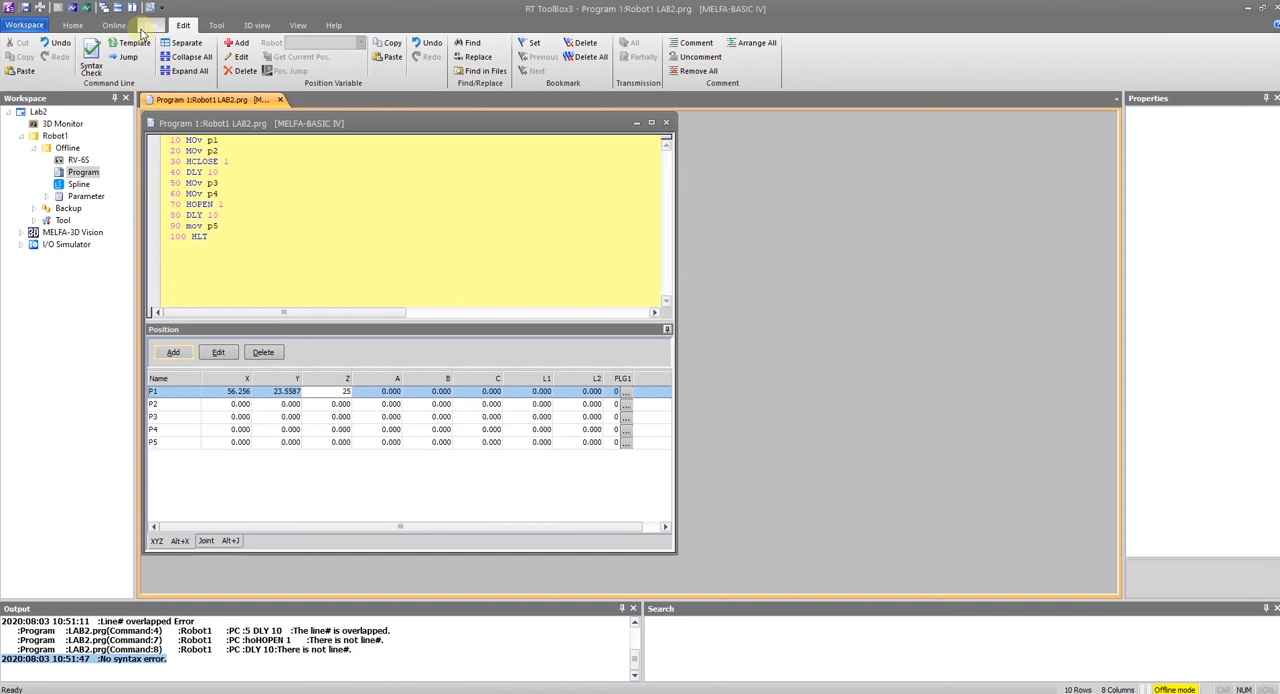 RT ToolBox3 - Program 1:Robot1 LAB2.prg [MELFA-BASIC IV]
Workspace Home Online Edit Tool 3D view View Help
Cut Undo Template Separate Add Robot Copy Undo Find Set Delete All Comment Arrange All
Copy Redo Syntax Check Jump Collapse All Edit Get Current Pos. Paste Redo Replace Previous Delete All Partially Uncomment
Paste Expand All Delete Pos. Jump Find in Files Next Remove All
Command Line Position Variable Find/Replace Bookmark Transmission Comment
Workspace
Program 1:Robot1 LAB2.prg [M...
Properties
Lab2
3D Monitor
Robot1
Offline
RV-6S
Program
Spline
Parameter
Backup
Tool
MELFA-3D Vision
I/O Simulator
Program 1:Robot1 LAB2.prg [MELFA-BASIC IV]
10 MOv p1
20 MOv p2
30 HCLOSE 1
40 DLY 10
50 MOv p3
60 MOv p4
70 HOPEN 1
80 DLY 10
90 mov p5
100 HLT
Position
Add Edit Delete
Name X Y Z A B C L1 L2 FLG1
P1 56.256 23.5587 25 0.000 0.000 0.000 0.000 0.000 0 ...
P2 0.000 0.000 0.000 0.000 0.000 0.000 0.000 0.000 0 ...
P3 0.000 0.000 0.000 0.000 0.000 0.000 0.000 0.000 0 ...
P4 0.000 0.000 0.000 0.000 0.000 0.000 0.000 0.000 0 ...
P5 0.000 0.000 0.000 0.000 0.000 0.000 0.000 0.000 0 ...
XYZ Alt+X Joint Alt+J
Output
2020:08:03 10:51:11 :Line# overlapped Error
:Program :LAB2.prg(Command:4) :Robot1 :PC :5 DLY 10 :The line# is overlapped.
:Program :LAB2.prg(Command:7) :Robot1 :PC :hoHOPEN 1 :There is not line#.
:Program :LAB2.prg(Command:8) :Robot1 :PC :DLY 10:There is not line#.
2020:08:03 10:51:47 :No syntax error.
Search
Ready
10 Rows 8 Columns Offline mode CAP NUM SCRL